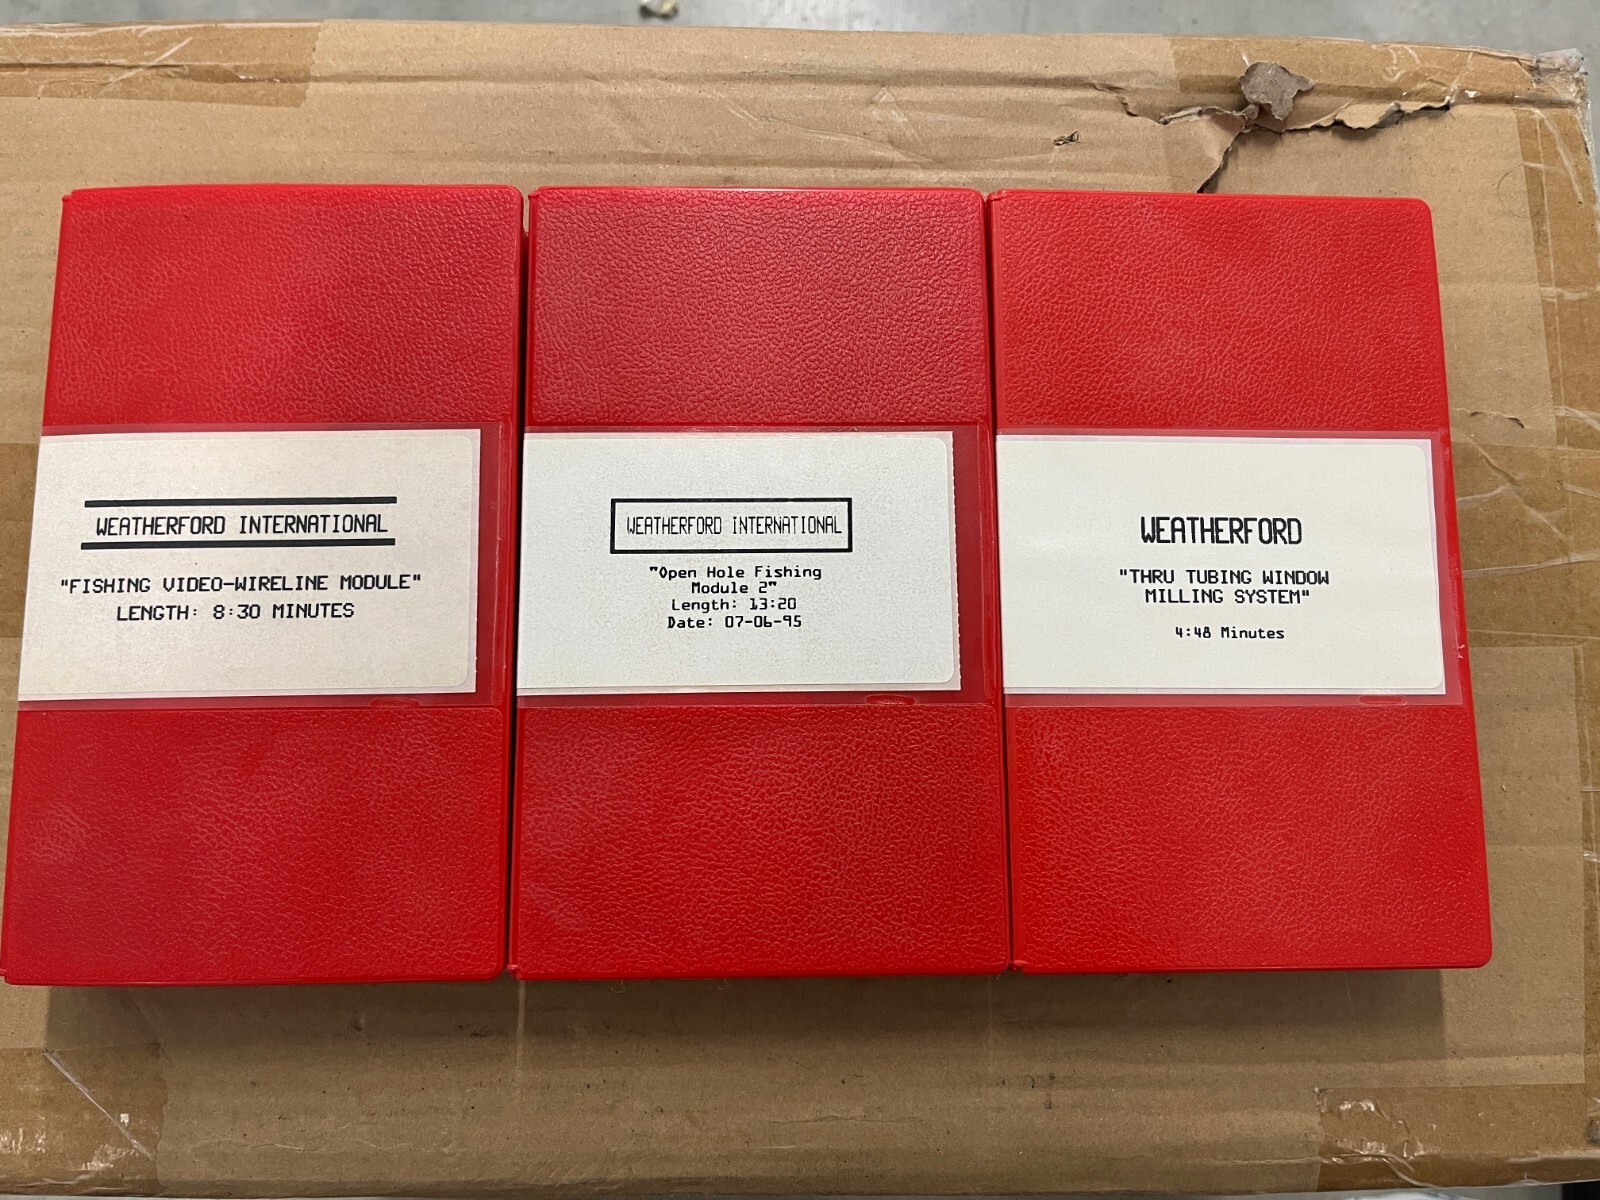 WEATHERFORD INTERNATIONAL
"FISHING VIDEO-WIRELINE MODULE"
LENGTH: 8:30 MINUTES
WEATHERFORD INTERNATIONAL
"Open Hole Fishing
Module 2"
Length: 13:20
Date: 07-06-95
WEATHERFORD
"THRU TUBING WINDOW
MILLING SYSTEM"
4:48 Minutes